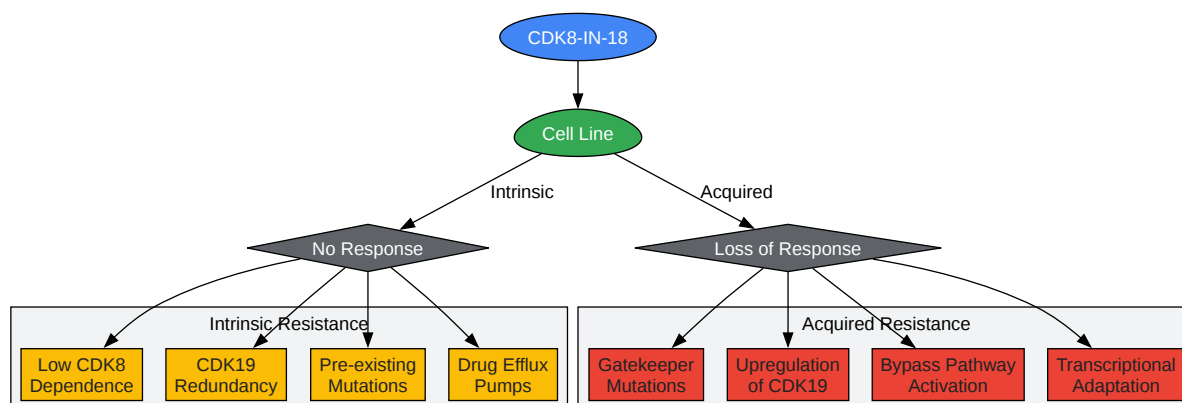 CDK8-IN-18
Cell Line
Intrinsic
Acquired
No Response
Loss of Response
Intrinsic Resistance
Acquired Resistance
Low CDK8
Dependence
CDK19
Redundancy
Pre-existing
Mutations
Drug Efflux
Pumps
Gatekeeper
Mutations
Upregulation
of CDK19
Bypass Pathway
Activation
Transcriptional
Adaptation